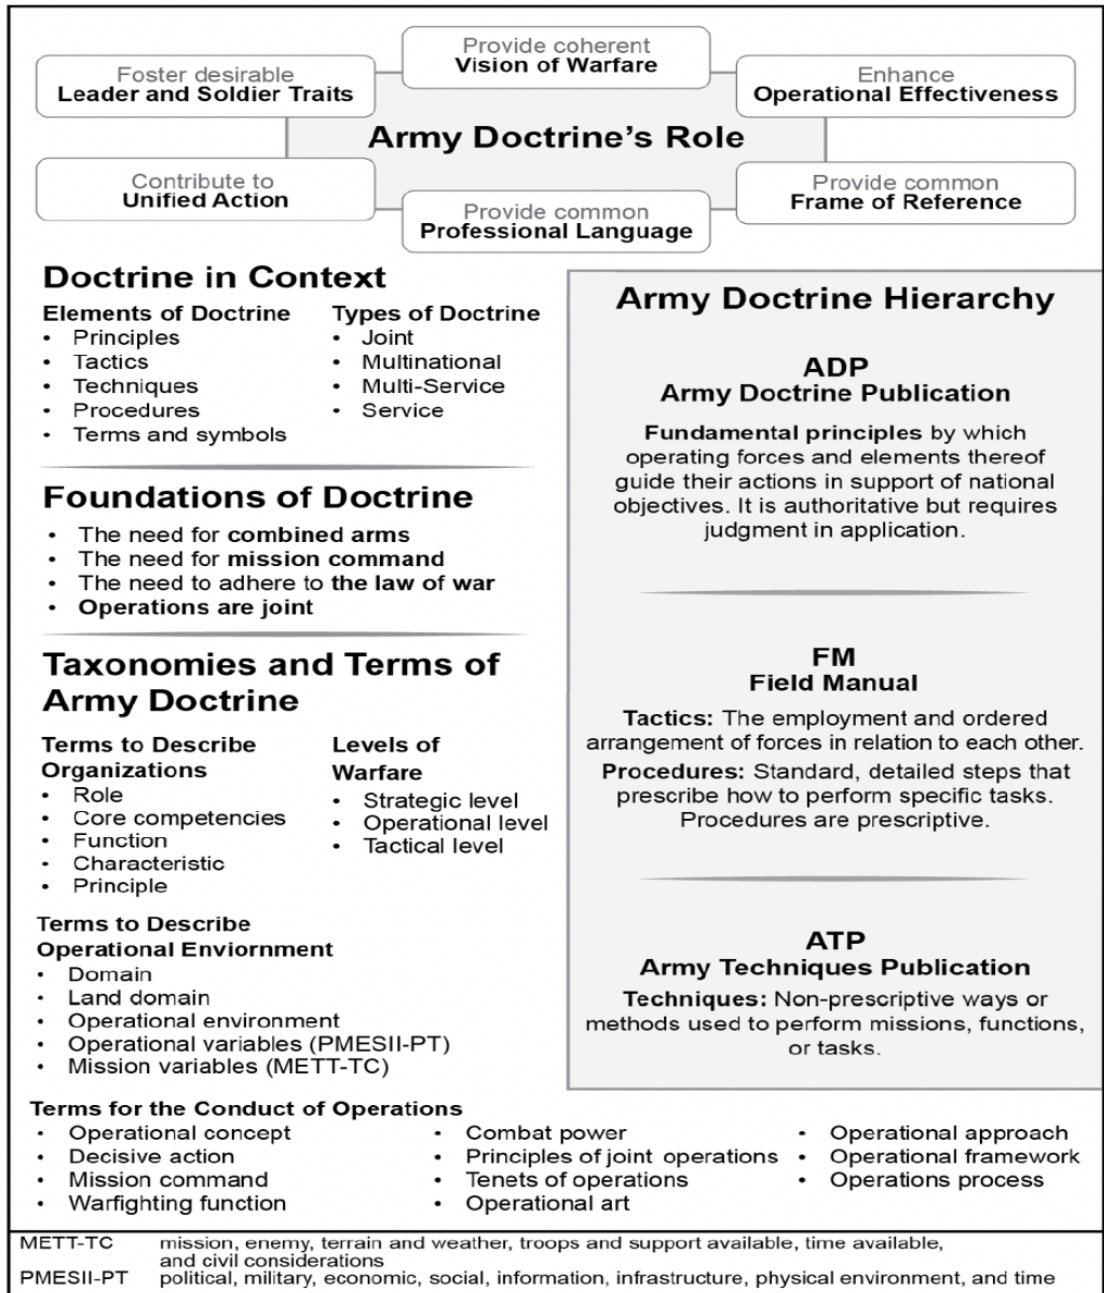 Provide coherent
Vision of Warfare
Foster desirable
Leader and Soldier Traits
Enhance
Operational Effectiveness
Army Doctrine's Role
Contribute to
Unified Action
Provide common
Professional Language
Provide common
Frame of Reference
Doctrine in Context
Elements of Doctrine
• Principles
• Tactics
• Techniques
• Procedures
• Terms and symbols
Types of Doctrine
• Joint
• Multinational
• Multi-Service
• Service
Foundations of Doctrine
• The need for combined arms
• The need for mission command
• The need to adhere to the law of war
• Operations are joint
Taxonomies and Terms of
Army Doctrine
Terms to Describe
Organizations
• Role
• Core competencies
• Function
• Characteristic
• Principle
Levels of
Warfare
• Strategic level
• Operational level
• Tactical level
Terms to Describe
Operational Enviornment
• Domain
• Land domain
• Operational environment
• Operational variables (PMESII-PT)
• Mission variables (METT-TC)
Army Doctrine Hierarchy
ADP
Army Doctrine Publication
Fundamental principles by which
operating forces and elements thereof
guide their actions in support of national
objectives. It is authoritative but requires
judgment in application.
FM
Field Manual
Tactics: The employment and ordered
arrangement of forces in relation to each other.
Procedures: Standard, detailed steps that
prescribe how to perform specific tasks.
Procedures are prescriptive.
ATP
Army Techniques Publication
Techniques: Non-prescriptive ways or
methods used to perform missions, functions,
or tasks.
Terms for the Conduct of Operations
• Operational concept
• Decisive action
• Mission command
• Warfighting function
• Combat power
• Principles of joint operations
• Tenets of operations
• Operational art
• Operational approach
• Operational framework
• Operations process
METT-TC mission, enemy, terrain and weather, troops and support available, time available,
and civil considerations
PMESII-PT political, military, economic, social, information, infrastructure, physical environment, and time